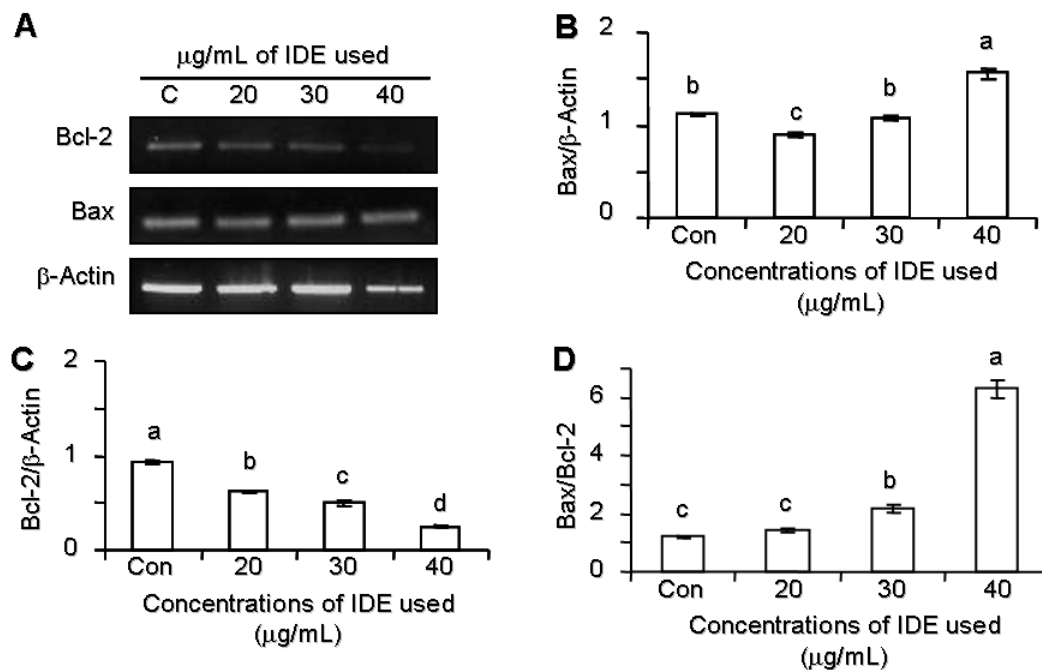 A
μg/mL of IDE used
C 20 30 40
Bcl-2
Bax
β-Actin
B
Bax/β-Actin
2
1
0
b c b a
Con 20 30 40
Concentrations of IDE used
(μg/mL)
C
Bcl-2/β-Actin
2
1
0
a b c d
Con 20 30 40
Concentrations of IDE used
(μg/mL)
D
Bax/Bcl-2
6
4
2
0
c c b a
Con 20 30 40
Concentrations of IDE used
(μg/mL)